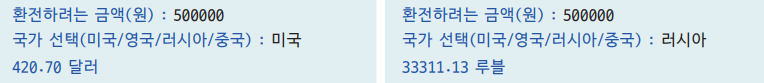 환전하려는 금액(원) : 500000
국가 선택(미국/영국/러시아/중국) : 미국
420.70 달러
환전하려는 금액(원) : 500000
국가 선택(미국/영국/러시아/중국) : 러시아
33311.13 루블